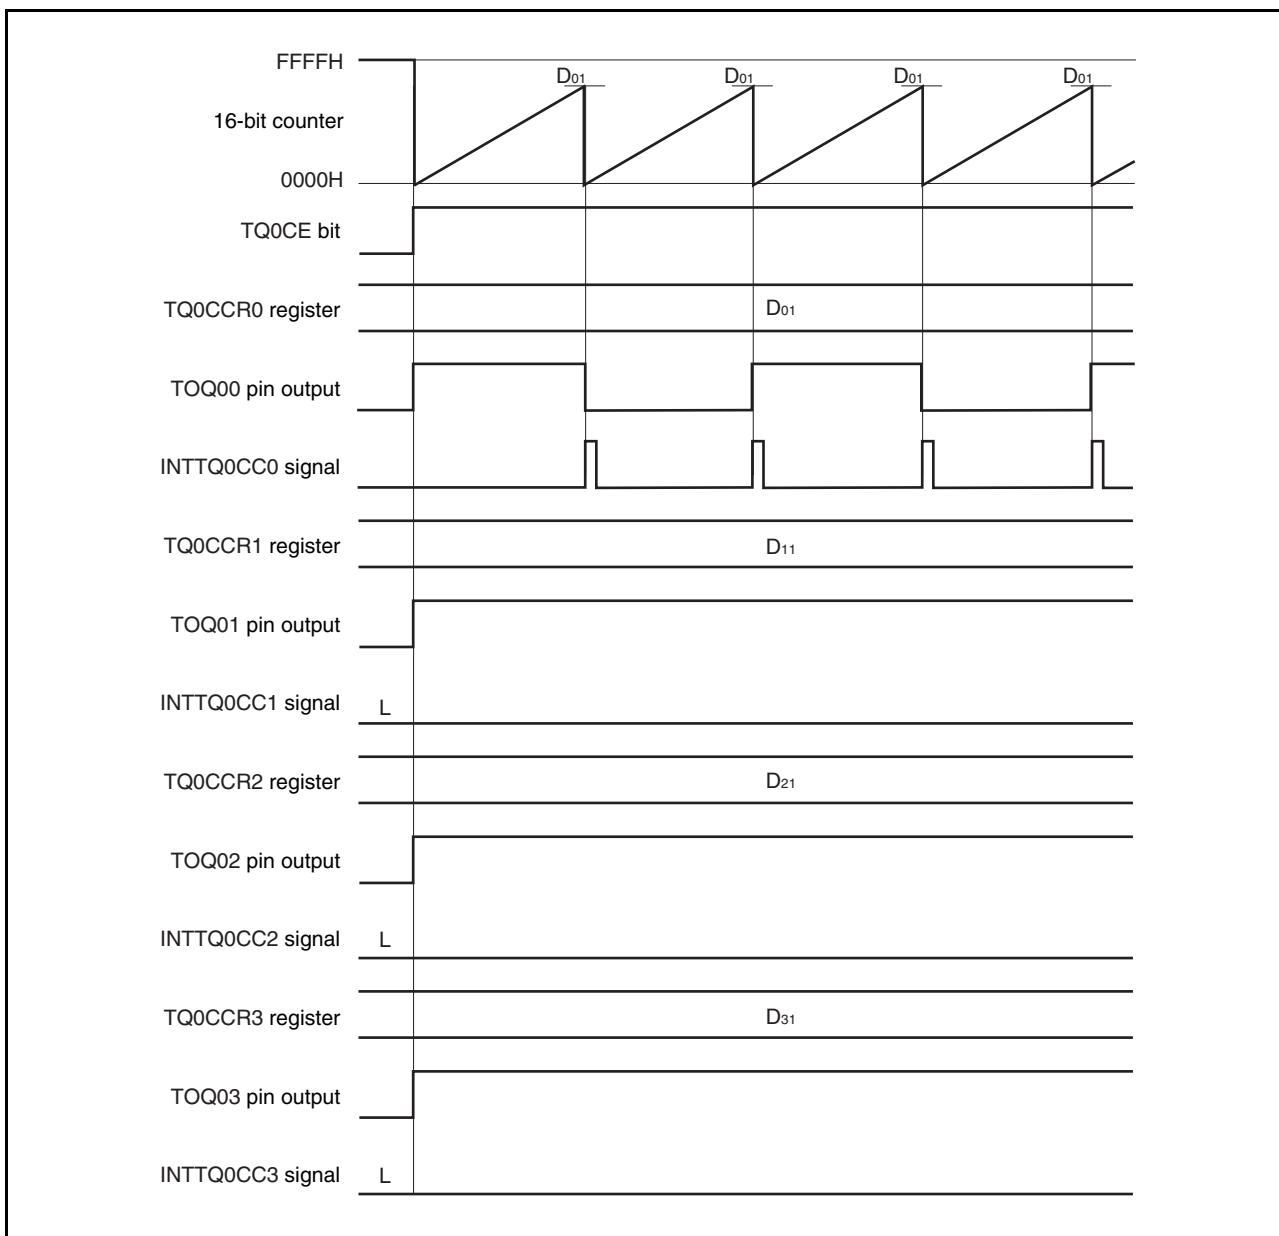 FFFFH
D01 D01 D01 D01
16-bit counter
0000H
TQ0CE bit
TQ0CCR0 register D01
TOQ00 pin output
INTTQ0CC0 signal
TQ0CCR1 register D11
TOQ01 pin output
INTTQ0CC1 signal L
TQ0CCR2 register D21
TOQ02 pin output
INTTQ0CC2 signal L
TQ0CCR3 register D31
TOQ03 pin output
INTTQ0CC3 signal L